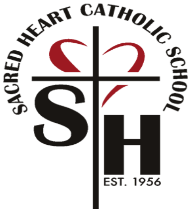 SACRED HEART CATHOLIC SCHOOL
S H
EST. 1956